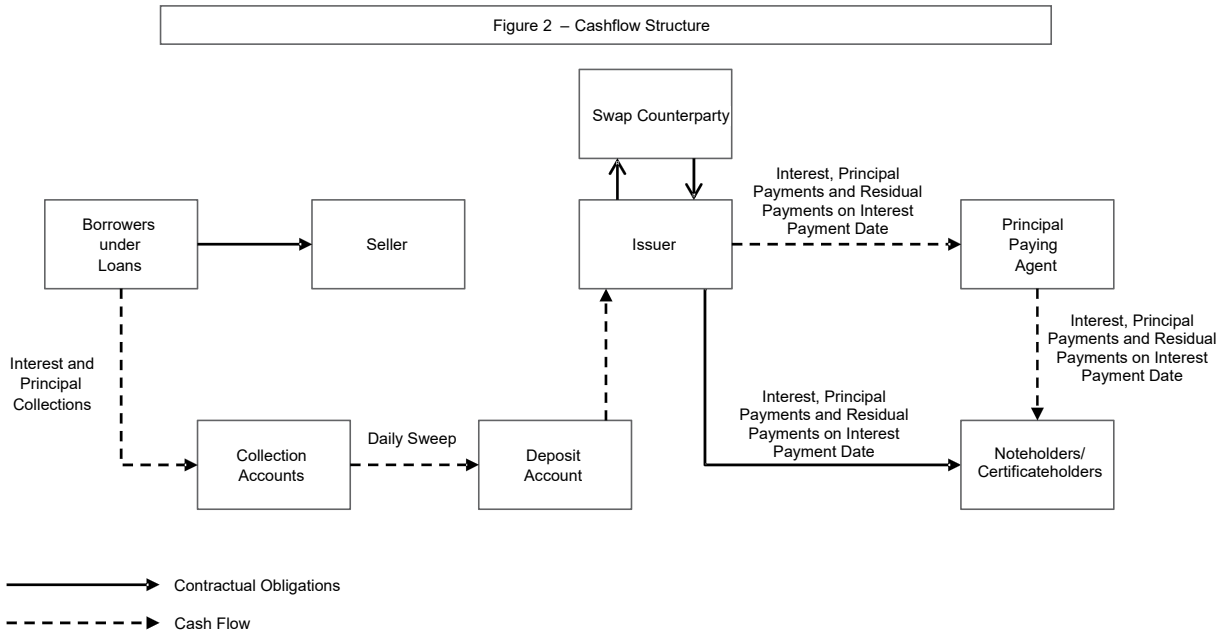 Figure 2 – Cashflow Structure
Swap Counterparty
Borrowers
under
Loans
Seller
Issuer
Interest, Principal
Payments and Residual
Payments on Interest
Payment Date
Principal
Paying
Agent
Interest and
Principal
Collections
Interest, Principal
Payments and Residual
Payments on Interest
Payment Date
Collection
Accounts
Daily Sweep
Deposit
Account
Interest, Principal
Payments and Residual
Payments on Interest
Payment Date
Noteholders/
Certificateholders
Contractual Obligations
Cash Flow